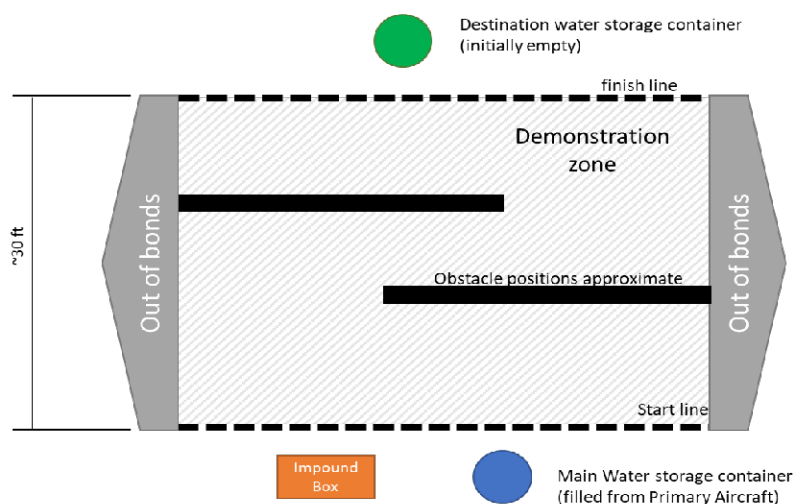 Destination water storage container
(initially empty)
finish line
Demonstration
zone
~30 ft
Out of bonds
Out of bonds
Obstacle positions approximate
Start line
Impound
Box
Main Water storage container
(filled from Primary Aircraft)